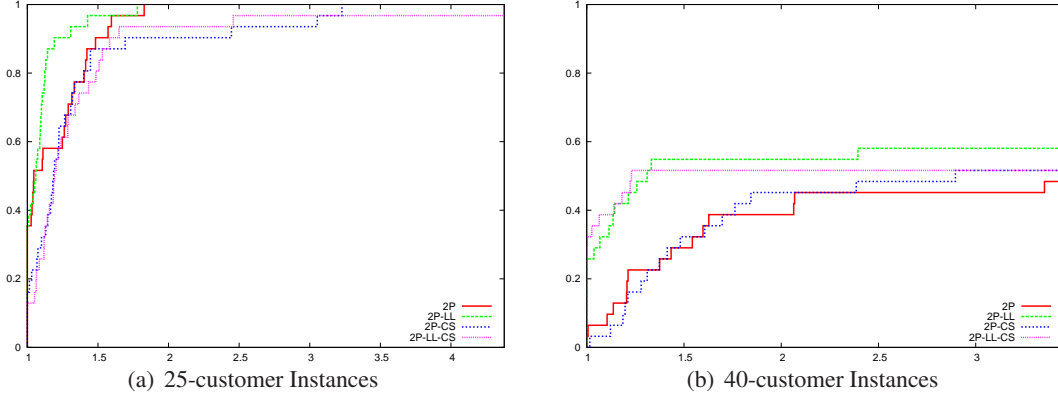 1
0.8
0.6
0.4
0.2
0
1 1.5 2 2.5 3 3.5 4
2P
2P-LL
2P-CS
2P-LL-CS
(a) 25-customer Instances
1
0.8
0.6
0.4
0.2
0
1 1.5 2 2.5 3
2P
2P-LL
2P-CS
2P-LL-CS
(b) 40-customer Instances